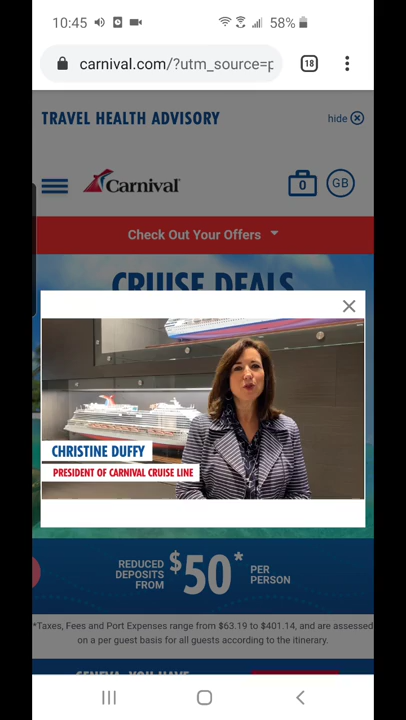 10:45
58%
carnival.com/?utm_source=p
18
TRAVEL HEALTH ADVISORY
hide
Carnival
0
GB
Check Out Your Offers
CRUISE DEALS
CHRISTINE DUFFY
PRESIDENT OF CARNIVAL CRUISE LINE
REDUCED
DEPOSITS
FROM
$50*
PER
PERSON
*Taxes, Fees and Port Expenses range from $63.19 to $401.14, and are assessed
on a per guest basis for all guests according to the itinerary.
GENEVA, YOU HAVE